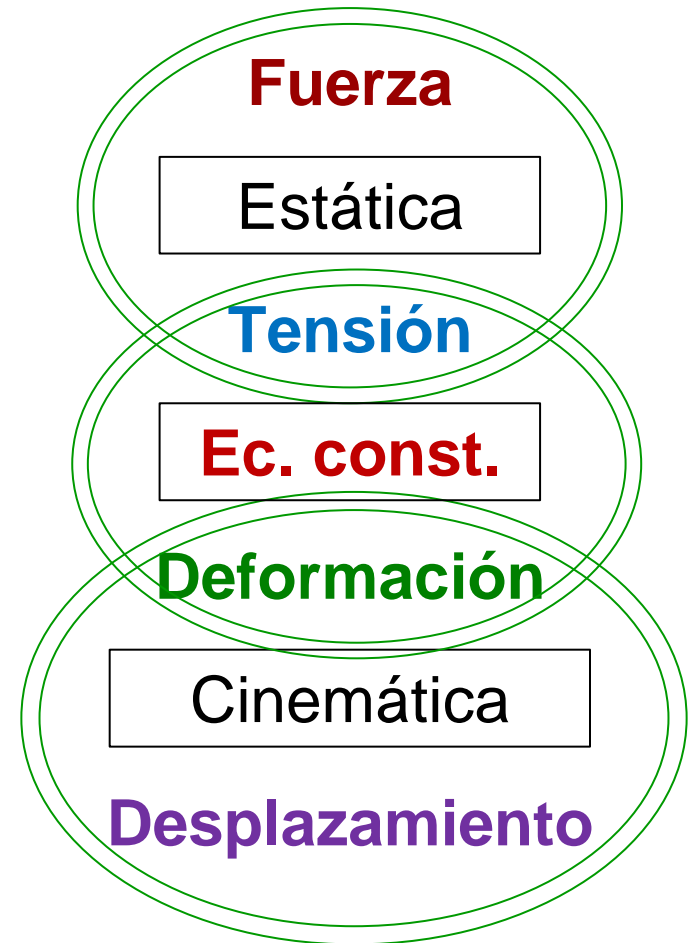 Fuerza
Estática
Tensión
Ec. const.
Deformación
Cinemática
Desplazamiento